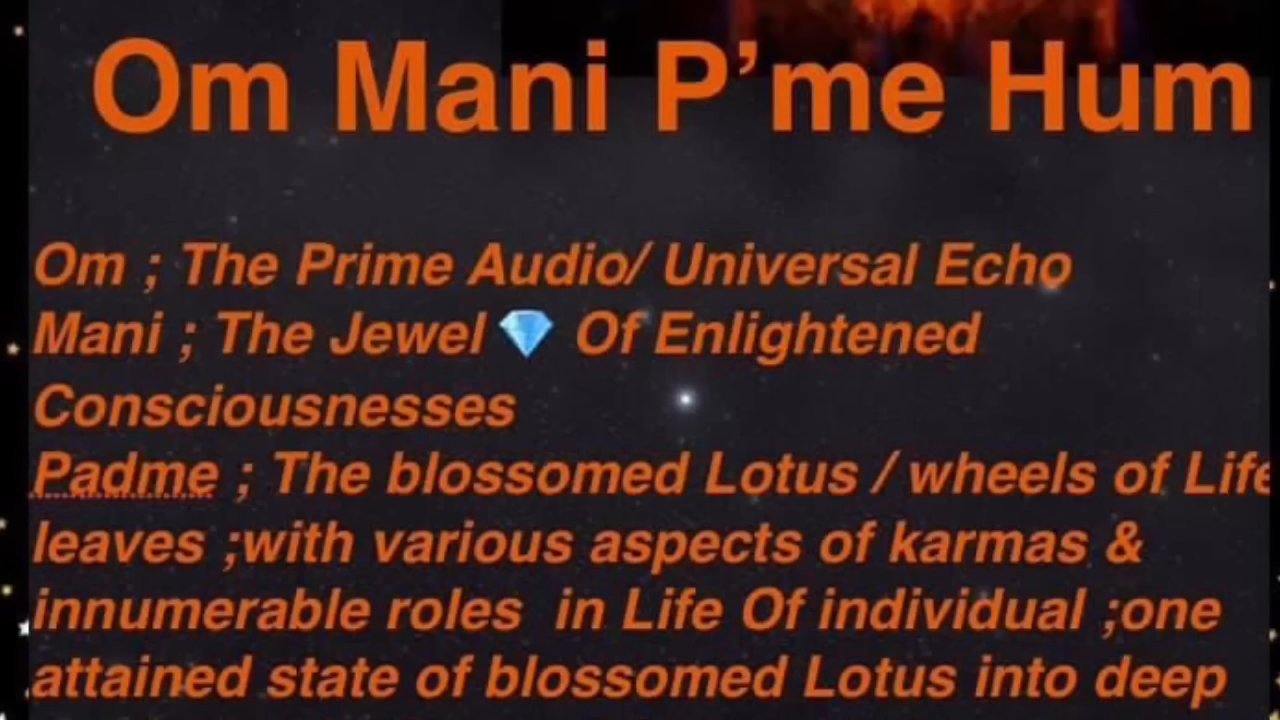 Om Mani P’me Hum
Om ; The Prime Audio/ Universal Echo
Mani ; The Jewel 💎 Of Enlightened
Consciousnesses
Padme ; The blossomed Lotus / wheels of Life
leaves ;with various aspects of karmas &
innumerable roles  in Life Of individual ;one
attained state of blossomed Lotus into deep